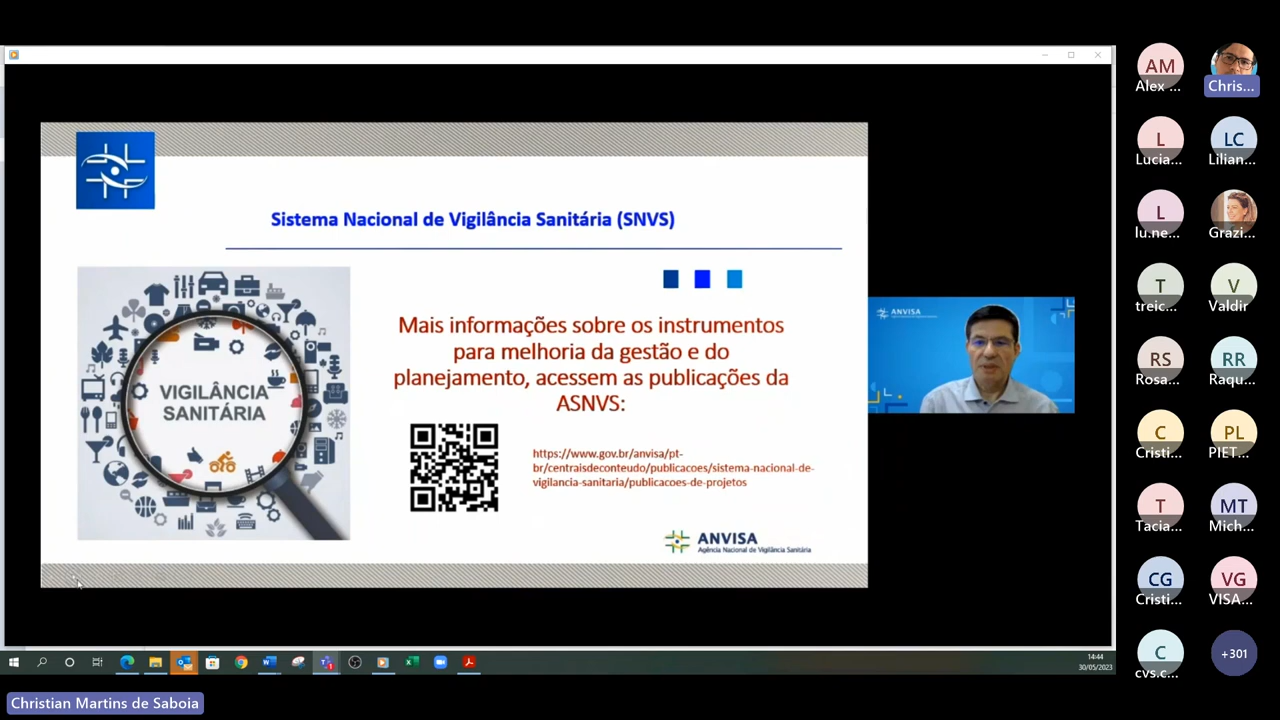 Sistema Nacional de Vigilância Sanitária (SNVS)
VIGILÂNCIA
SANITÁRIA
Mais informações sobre os instrumentos
para melhoria da gestão e do
planejamento, acessem as publicações da
ASNVS:
https://www.gov.br/anvisa/pt-
br/centraisdeconteudo/publicacoes/sistema-nacional-de-
vigilancia-sanitaria/publicacoes-de-projetos
ANVISA
Agência Nacional de Vigilância Sanitária
ANVISA
AM
Alex ...
Chris...
L
Lucia...
LC
Lilian...
L
lu.ne...
Grazi...
T
treic...
V
Valdir
RS
Rosa...
RR
Raqu...
C
Cristi...
PL
PIET...
T
Tacia...
MT
Mich...
CG
Cristi...
VG
VISA...
C
cvs.c...
+301
14:44
30/05/2023
Christian Martins de Saboia